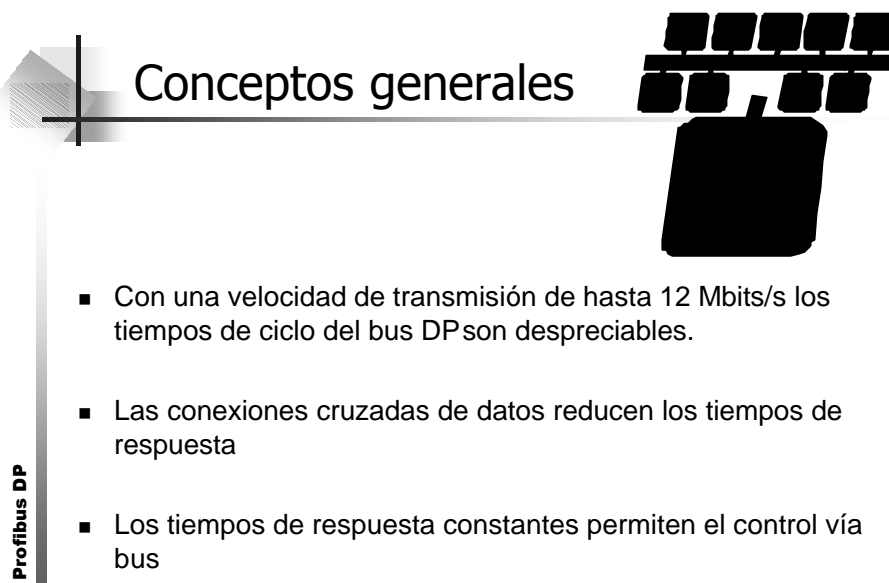 Conceptos generales
Con una velocidad de transmisión de hasta 12 Mbits/s los
tiempos de ciclo del bus DP son despreciables.
Las conexiones cruzadas de datos reducen los tiempos de
respuesta
Los tiempos de respuesta constantes permiten el control vía
bus
Profibus DP